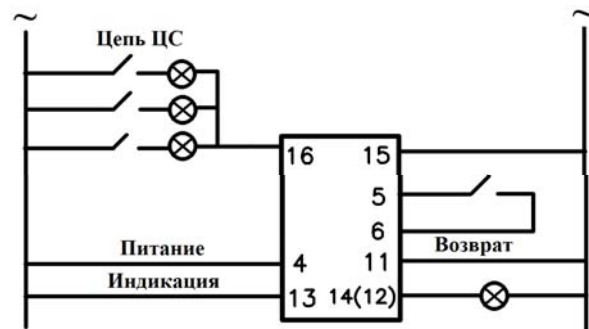 ~ ~
Цепь ЦС
16 15
5
6
Питание 4 11 Возврат
Индикация 13 14(12)